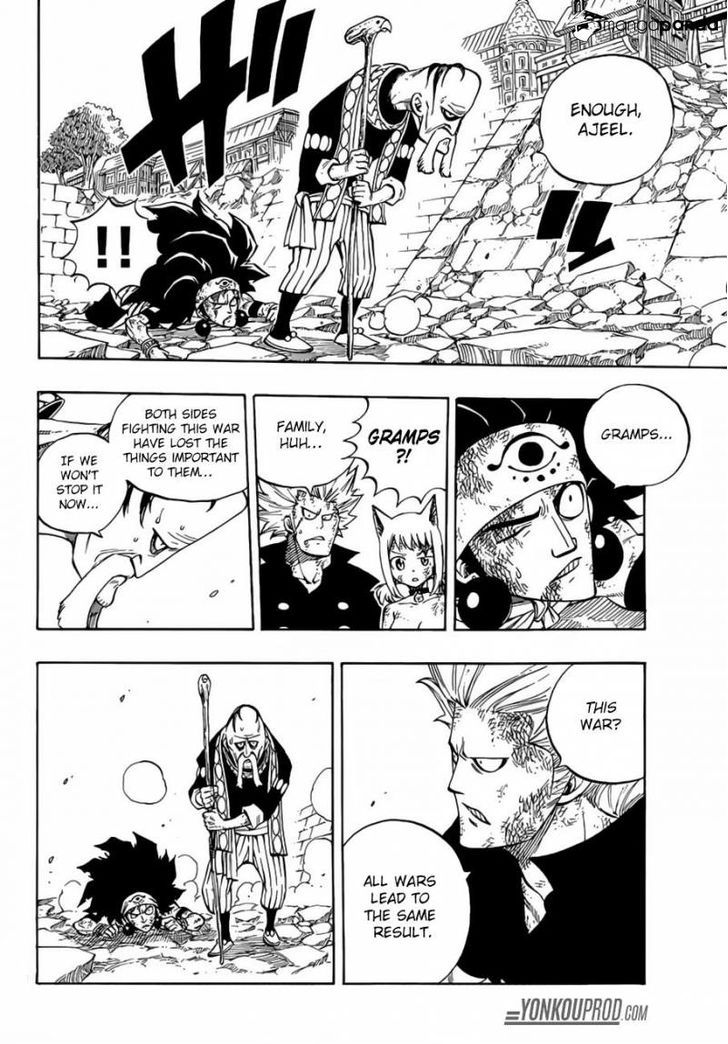 mangapanda
ENOUGH,
AJEEL.
!!
GRAMPS...
GRAMPS
?!
FAMILY,
HUH...
BOTH SIDES
FIGHTING THIS WAR
HAVE LOST THE
THINGS IMPORTANT
TO THEM...
IF WE
WON'T
STOP IT
NOW...
THIS
WAR?
ALL WARS
LEAD TO
THE SAME
RESULT.
YONKOUPROD.COM